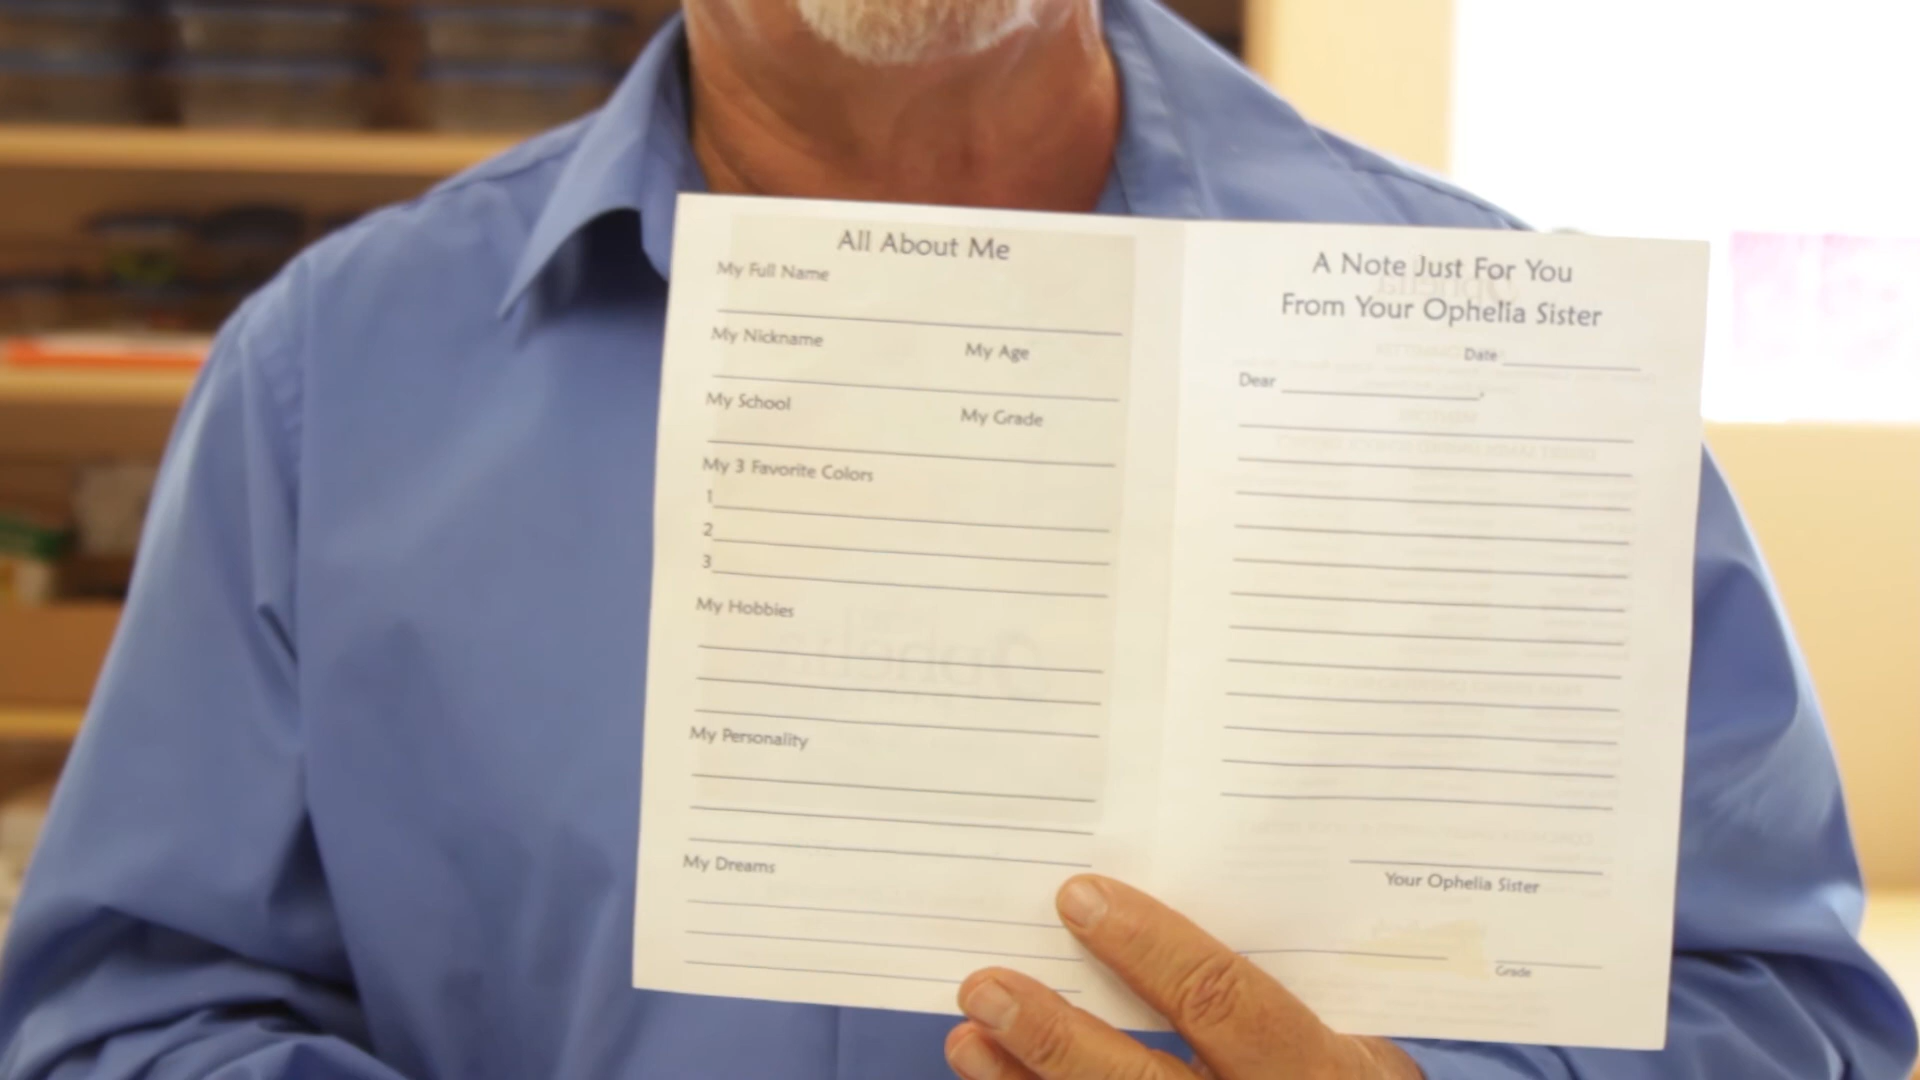 All About Me
My Full Name
My Nickname My Age
My School My Grade
My 3 Favorite Colors
1
2
3
My Hobbies
My Personality
My Dreams
A Note Just For You
From Your Ophelia Sister
Date
Dear ,
Your Ophelia Sister
Grade
Ophelia